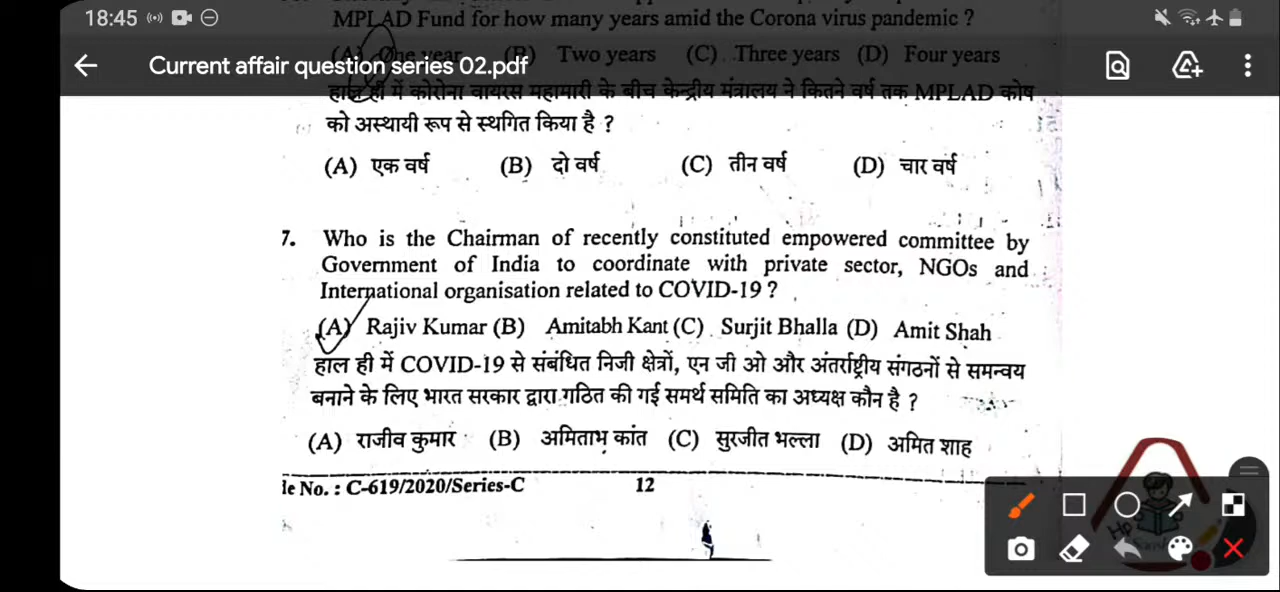 18:45
MPLAD Fund for how many years amid the Corona virus pandemic ?
(A) One year (B) Two years (C) Three years (D) Four years
Current affair question series 02.pdf
हाल ही में कोरोना वायरस महामारी के बीच केन्द्रीय मंत्रालय ने कितने वर्ष तक MPLAD कोष
को अस्थायी रूप से स्थगित किया है ?
(A) एक वर्ष (B) दो वर्ष (C) तीन वर्ष (D) चार वर्ष
7. Who is the Chairman of recently constituted empowered committee by
Government of India to coordinate with private sector, NGOs and
International organisation related to COVID-19 ?
(A) Rajiv Kumar (B) Amitabh Kant (C) Surjit Bhalla (D) Amit Shah
हाल ही में COVID-19 से संबंधित निजी क्षेत्रों, एन जी ओ और अंतर्राष्ट्रीय संगठनों से समन्वय
बनाने के लिए भारत सरकार द्वारा गठित की गई समर्थ समिति का अध्यक्ष कौन है ?
(A) राजीव कुमार (B) अमिताभ कांत (C) सुरजीत भल्ला (D) अमित शाह
le No. : C-619/2020/Series-C 12
Hp